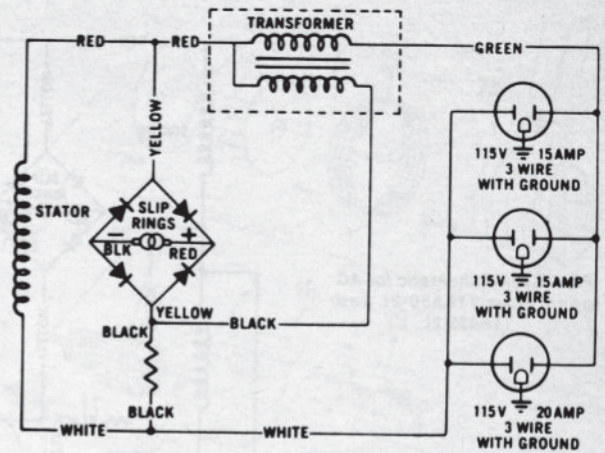 TRANSFORMER
RED
RED
GREEN
YELLOW
115V 15AMP
3 WIRE
WITH GROUND
STATOR
SLIP
RINGS
− +
BLK RED
115V 15AMP
3 WIRE
WITH GROUND
YELLOW
BLACK
BLACK
BLACK
WHITE
WHITE
115V 20AMP
3 WIRE
WITH GROUND